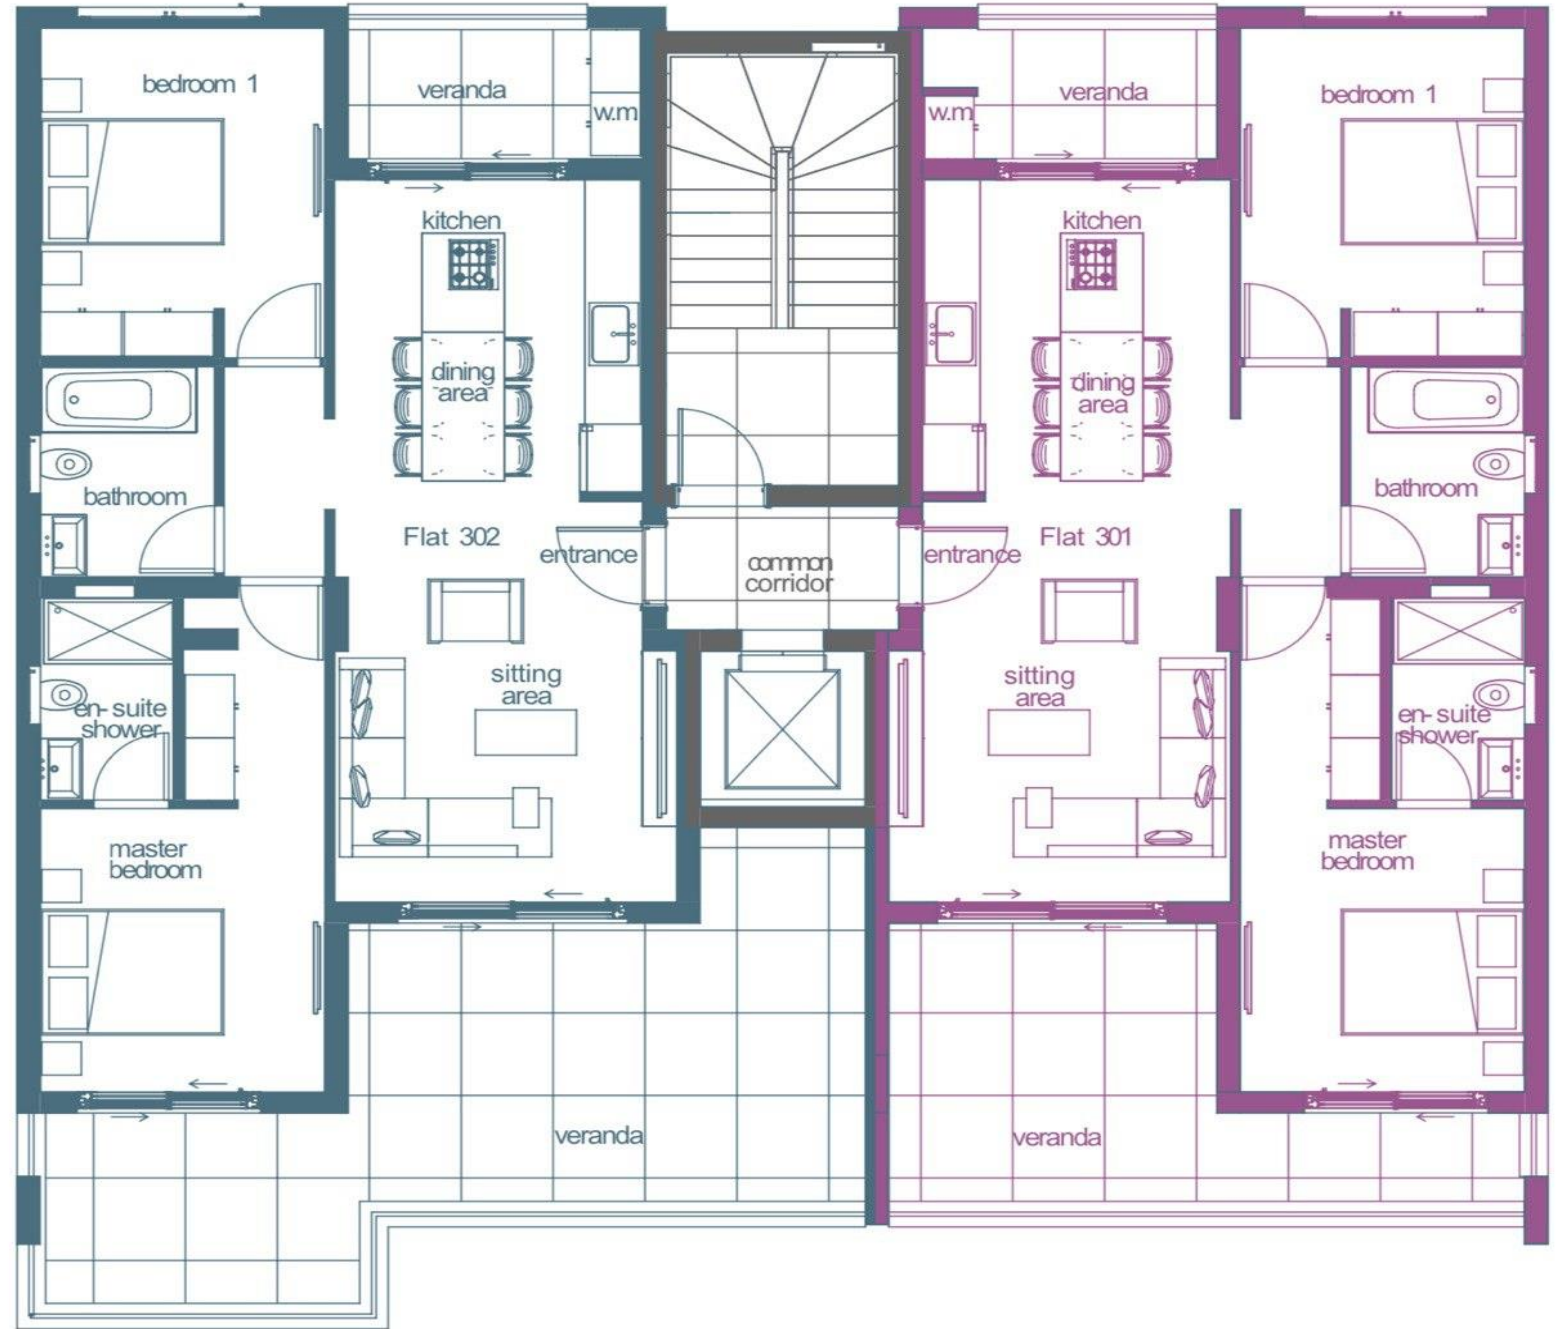 bedroom 1
veranda
w.m
kitchen
dining
area
bathroom
Flat 302
entrance
sitting
area
en-suite
shower
master
bedroom
veranda
common
corridor
veranda
w.m
bedroom 1
kitchen
dining
area
bathroom
Flat 301
entrance
sitting
area
en-suite
shower
master
bedroom
veranda